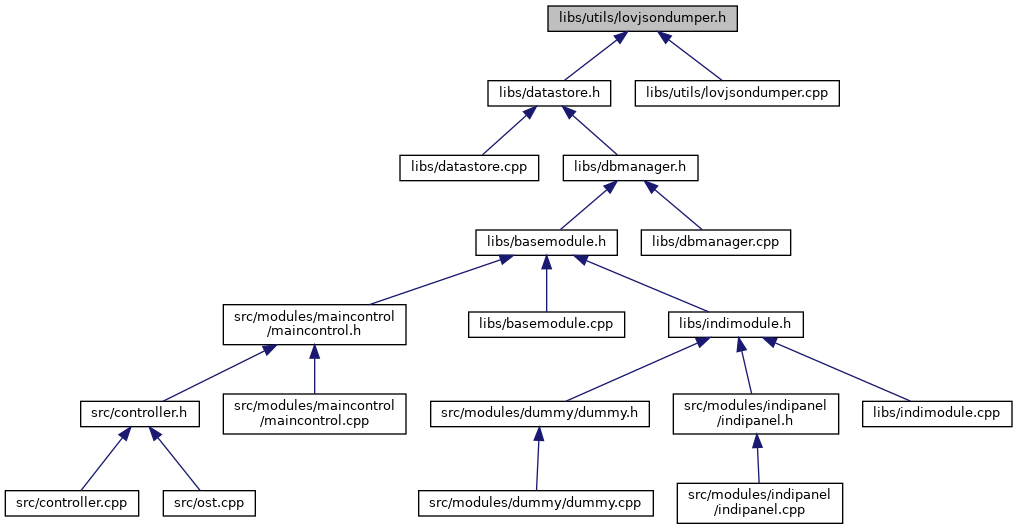 libs/utils/lovjsondumper.h
libs/datastore.h
libs/utils/lovjsondumper.cpp
libs/datastore.cpp
libs/dbmanager.h
libs/basemodule.h
libs/dbmanager.cpp
src/modules/maincontrol
/maincontrol.h
libs/basemodule.cpp
libs/indimodule.h
src/controller.h
src/modules/maincontrol
/maincontrol.cpp
src/modules/dummy/dummy.h
src/modules/indipanel
/indipanel.h
libs/indimodule.cpp
src/controller.cpp
src/ost.cpp
src/modules/dummy/dummy.cpp
src/modules/indipanel
/indipanel.cpp